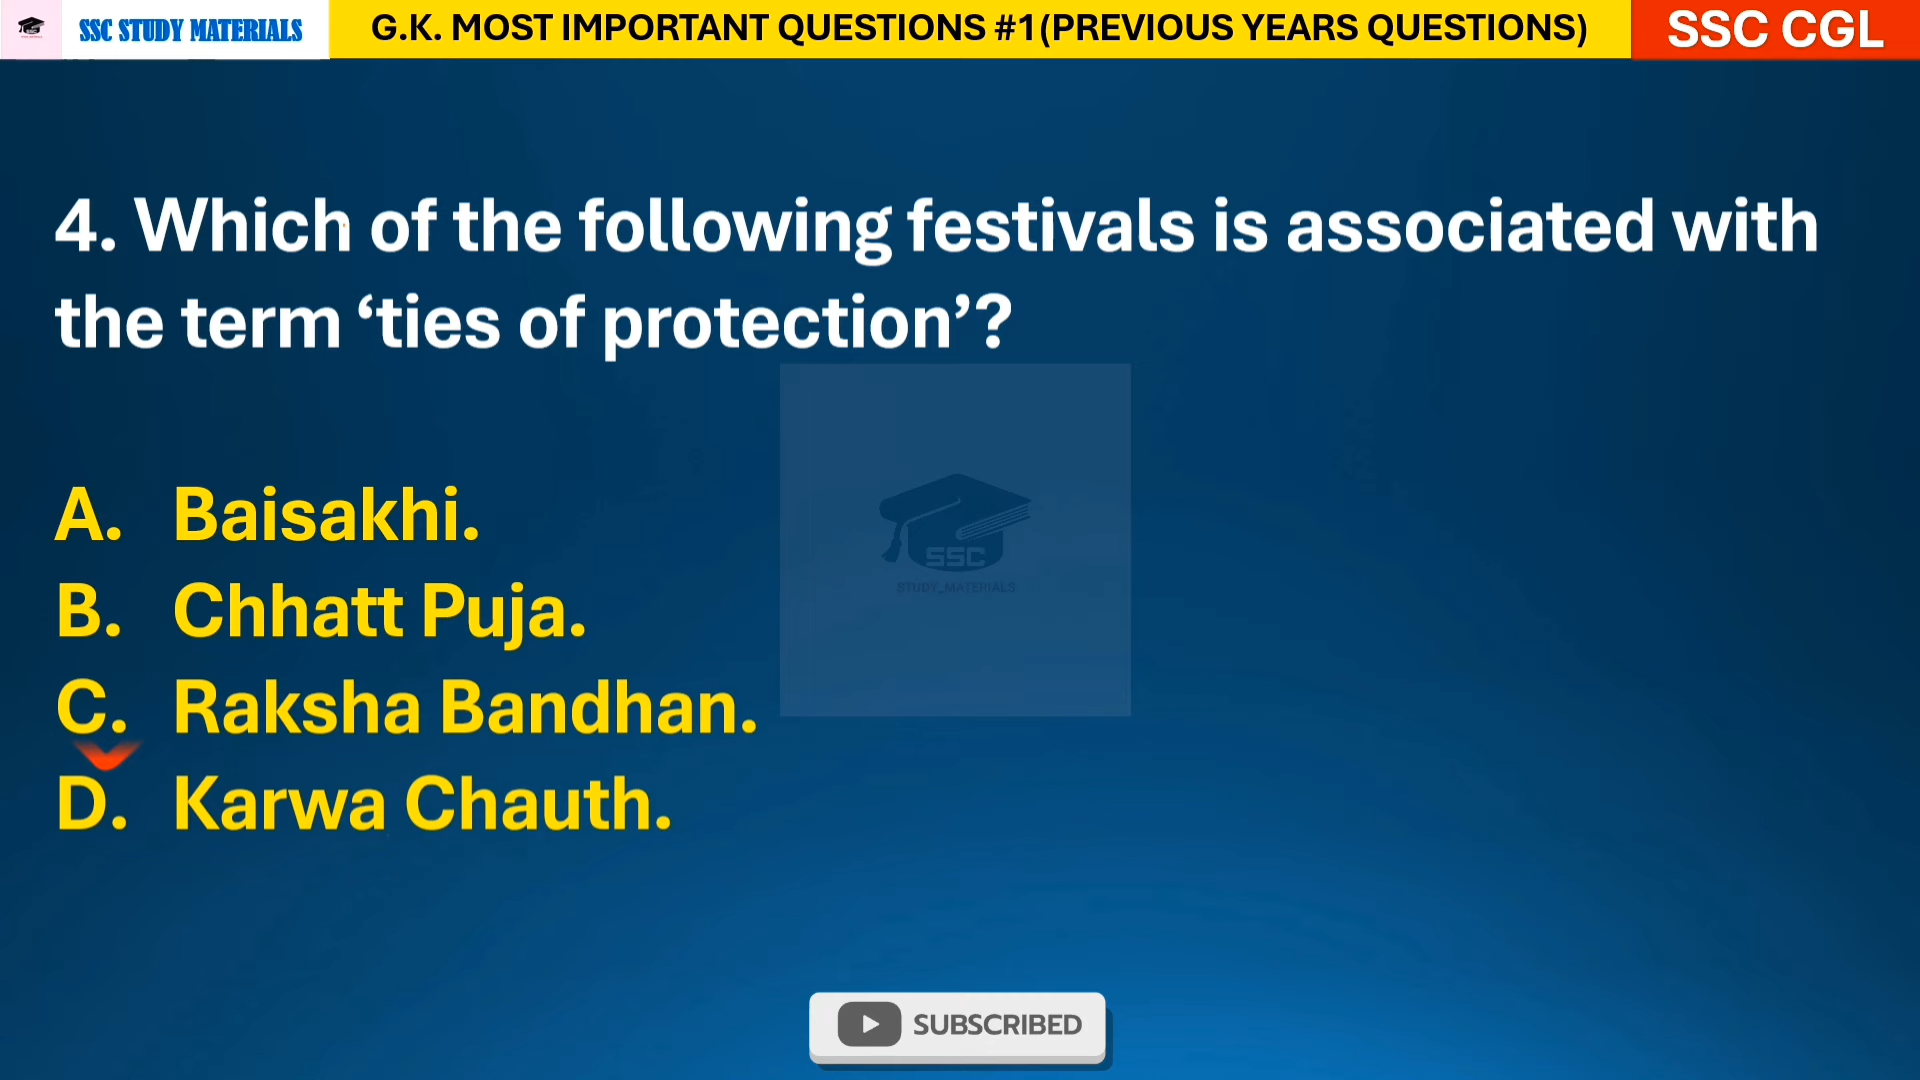 SSC STUDY MATERIALS
G.K. MOST IMPORTANT QUESTIONS #1(PREVIOUS YEARS QUESTIONS)
SSC CGL
4. Which of the following festivals is associated with
the term ‘ties of protection’?
A. Baisakhi.
B. Chhatt Puja.
C. Raksha Bandhan.
D. Karwa Chauth.
SSC
STUDY_MATERIALS
SUBSCRIBED